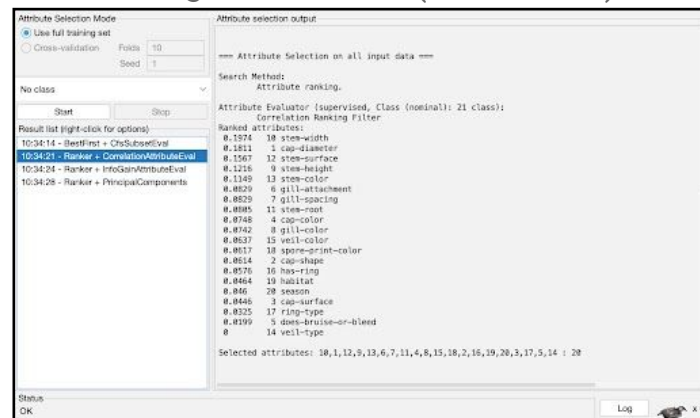 Attribute Selection Mode
Use full training set
Cross-validation Folds 10
Seed 1
No class
Start Stop
Result list (right-click for options)
10:34:14 - BestFirst + CfsSubsetEval
10:34:21 - Ranker + CorrelationAttributeEval
10:34:24 - Ranker + InfoGainAttributeEval
10:34:28 - Ranker + PrincipalComponents
Attribute selection output
=== Attribute Selection on all input data ===
Search Method:
Attribute ranking.
Attribute Evaluator (supervised, Class (nominal): 21 class):
Correlation Ranking Filter
Ranked attributes:
0.1974 10 stem-width
0.1811 1 cap-diameter
0.1567 12 stem-surface
0.1216 9 stem-height
0.1149 13 stem-color
0.0829 6 gill-attachment
0.0829 7 gill-spacing
0.0805 11 stem-root
0.0748 4 cap-color
0.0742 8 gill-color
0.0637 15 veil-color
0.0617 18 spore-print-color
0.0614 2 cap-shape
0.0576 16 has-ring
0.0464 19 habitat
0.046 20 season
0.0446 3 cap-surface
0.0325 17 ring-type
0.0199 5 does-bruise-or-bleed
0 14 veil-type
Selected attributes: 10,1,12,9,13,6,7,11,4,8,15,18,2,16,19,20,3,17,5,14 : 20
Status
OK
Log
x